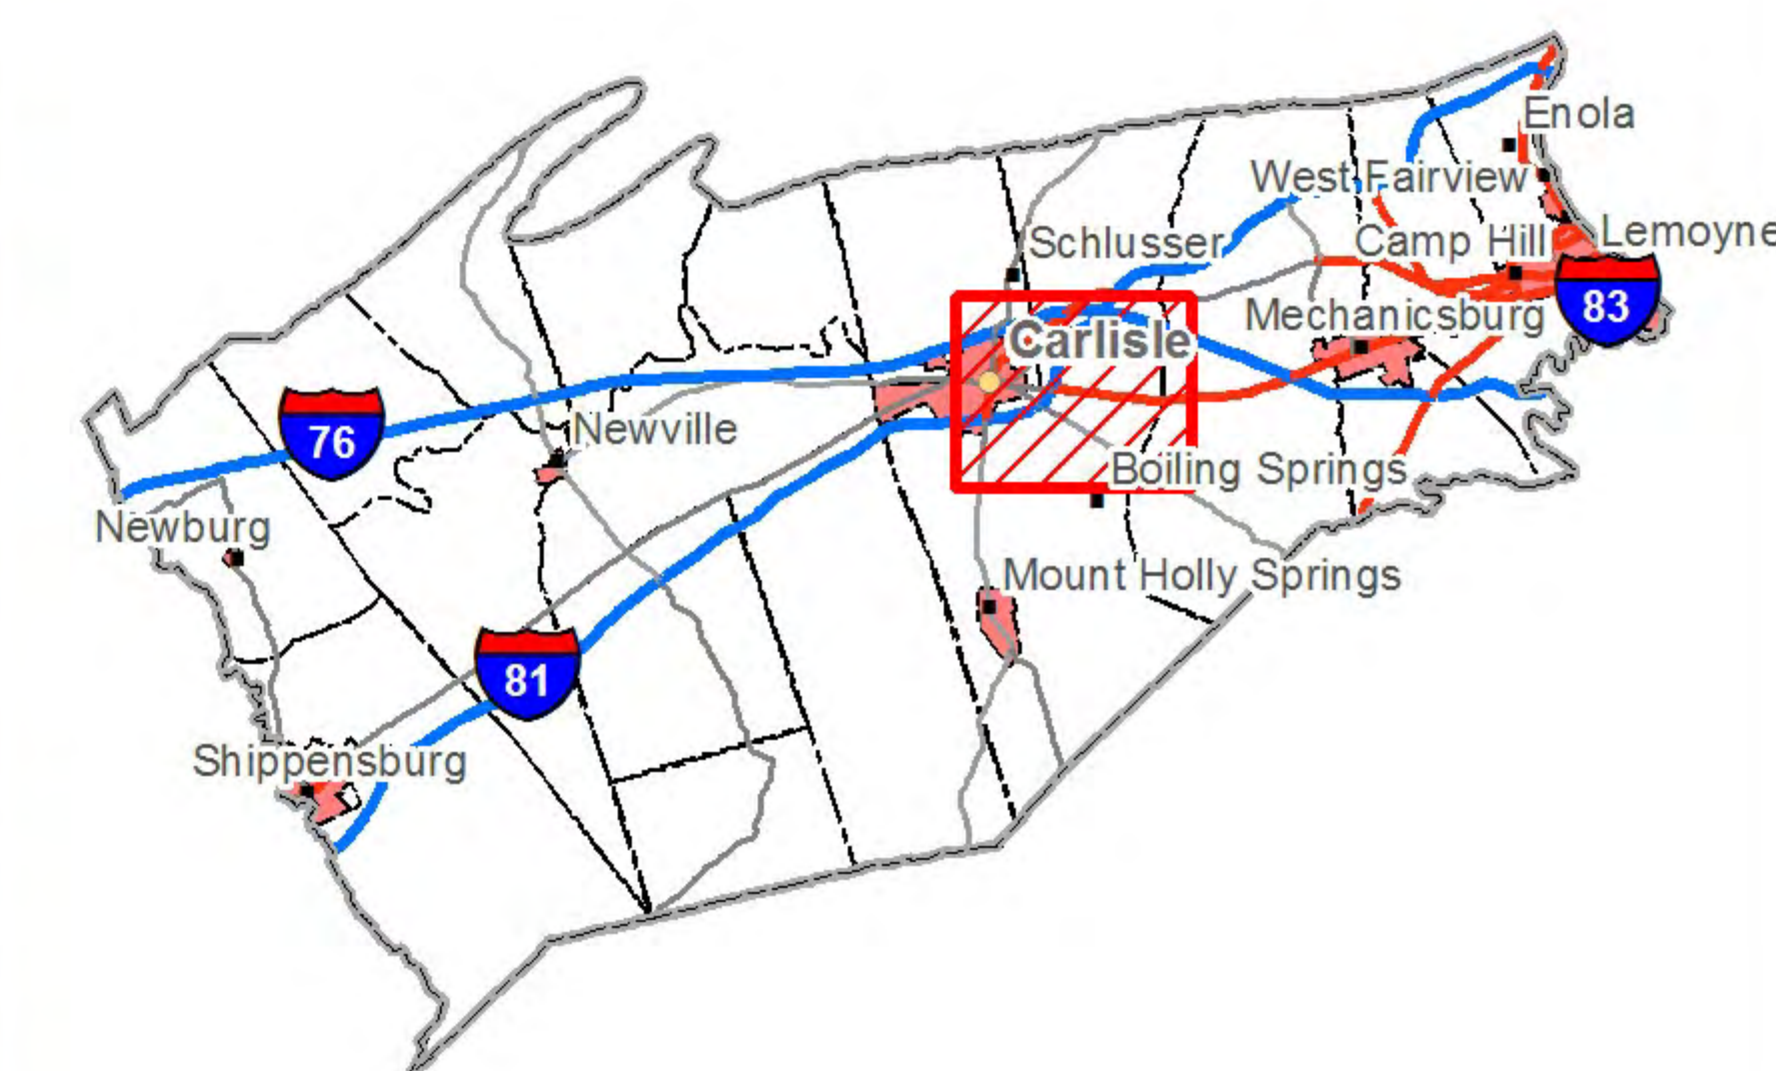 Enola
West Fairview
Schlusser
Camp Hill
Lemoyne
83
Mechanicsburg
Carlisle
76
Newville
Boiling Springs
Newburg
Mount Holly Springs
81
Shippensburg